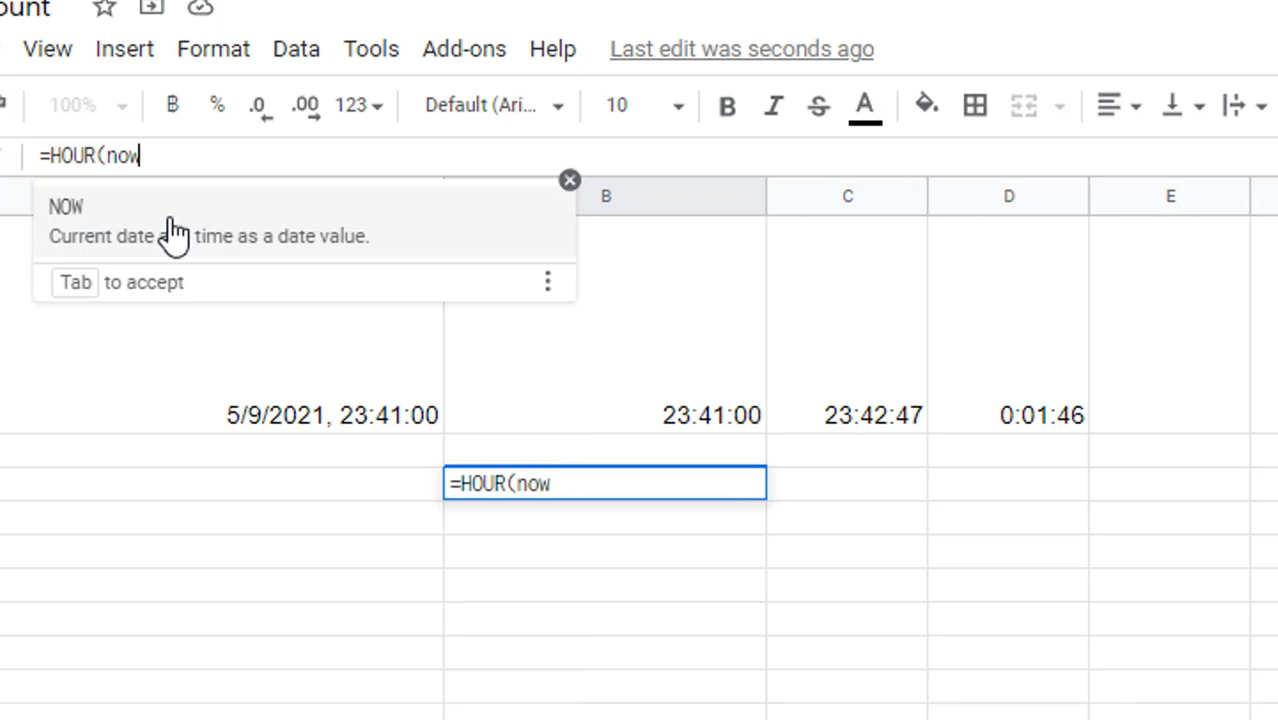 ount
View Insert Format Data Tools Add-ons Help Last edit was seconds ago
100% B % .0 .00 123 Default (Ari... 10 B I S A
=HOUR(now
NOW
Current date time as a date value.
Tab to accept
B C D E
5/9/2021, 23:41:00 23:41:00 23:42:47 0:01:46
=HOUR(now